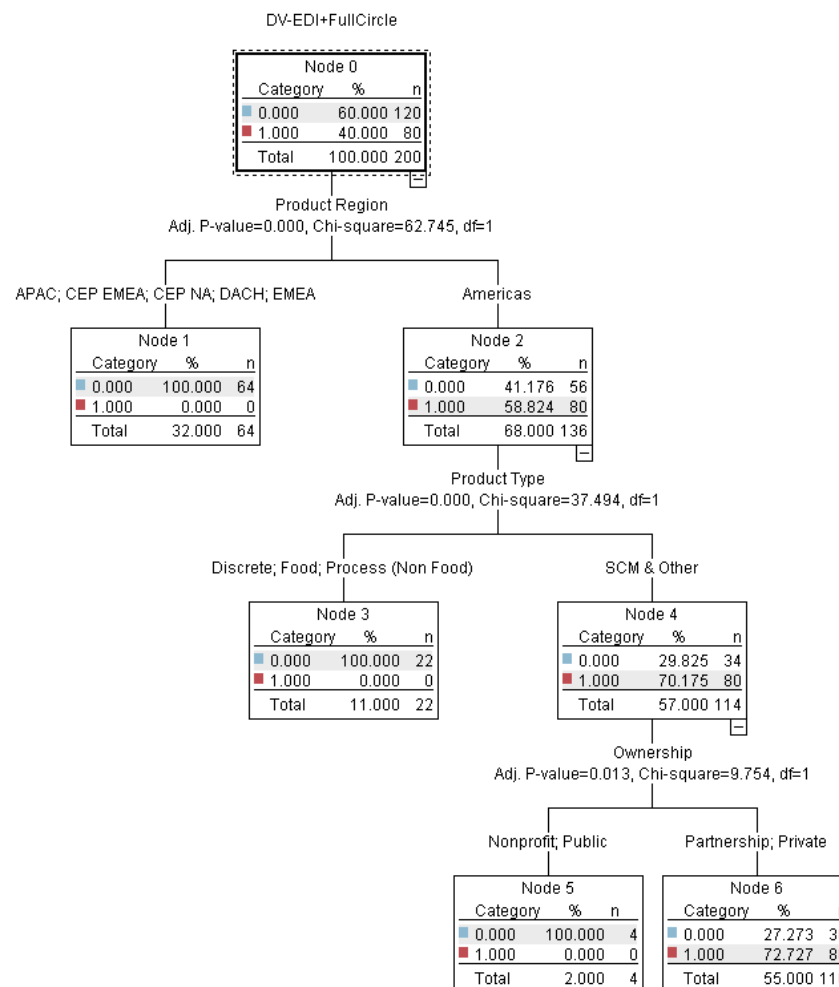 DV-EDI+FullCircle
Node 0
Category % n
0.000 60.000 120
1.000 40.000 80
Total 100.000 200
Product Region
Adj. P-value=0.000, Chi-square=62.745, df=1
APAC; CEP EMEA; CEP NA; DACH; EMEA
Americas
Node 1
Category % n
0.000 100.000 64
1.000 0.000 0
Total 32.000 64
Node 2
Category % n
0.000 41.176 56
1.000 58.824 80
Total 68.000 136
Product Type
Adj. P-value=0.000, Chi-square=37.494, df=1
Discrete; Food; Process (Non Food)
SCM & Other
Node 3
Category % n
0.000 100.000 22
1.000 0.000 0
Total 11.000 22
Node 4
Category % n
0.000 29.825 34
1.000 70.175 80
Total 57.000 114
Ownership
Adj. P-value=0.013, Chi-square=9.754, df=1
Nonprofit; Public
Partnership; Private
Node 5
Category % n
0.000 100.000 4
1.000 0.000 0
Total 2.000 4
Node 6
Category %
0.000 27.273
1.000 72.727
Total 55.000